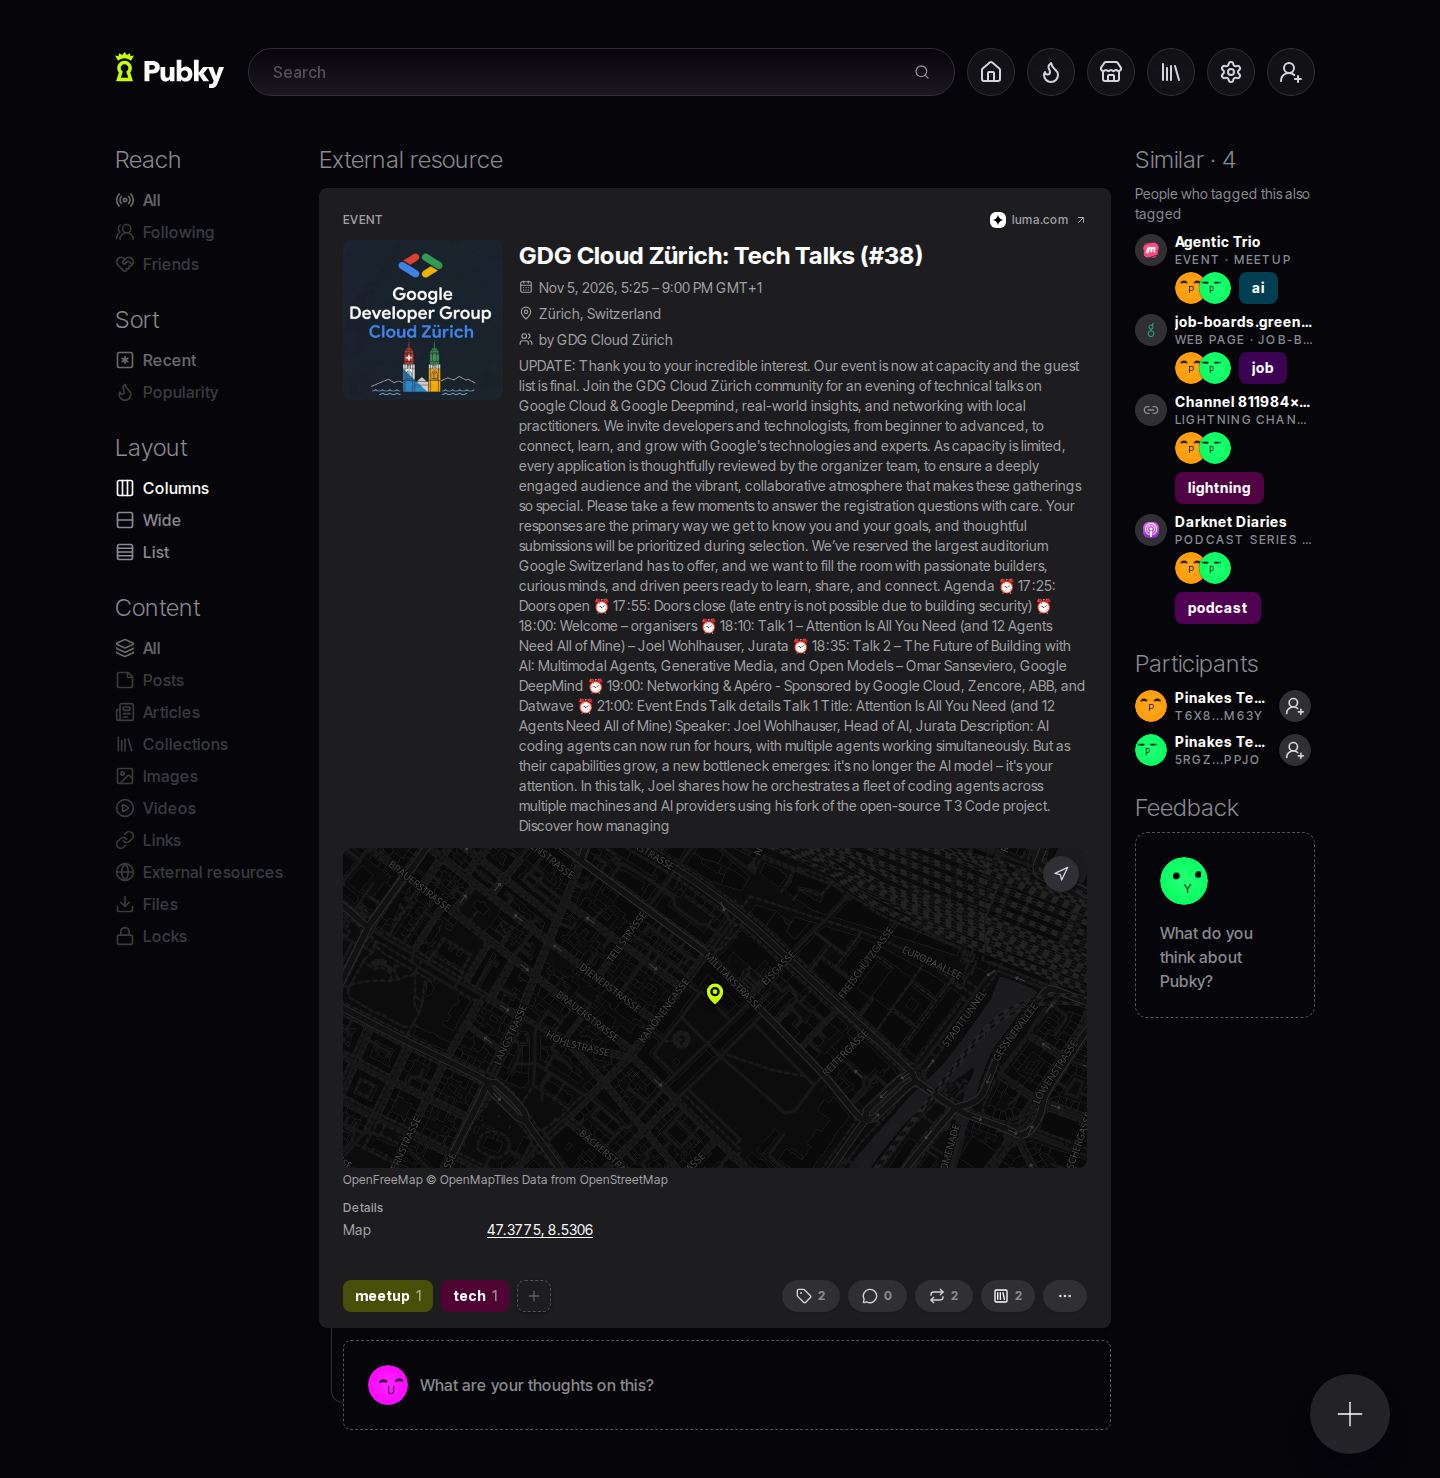 Pubky
Search
Reach
All
Following
Friends
Sort
Recent
Popularity
Layout
Columns
Wide
List
Content
All
Posts
Articles
Collections
Images
Videos
Links
External resources
Files
Locks
External resource
EVENT
luma.com
Google
Developer Group
Cloud Zürich
GDG Cloud Zürich: Tech Talks (#38)
Nov 5, 2026, 5:25 – 9:00 PM GMT+1
Zürich, Switzerland
by GDG Cloud Zürich
UPDATE: Thank you to your incredible interest. Our event is now at capacity and the guest
list is final. Join the GDG Cloud Zürich community for an evening of technical talks on
Google Cloud & Google Deepmind, real-world insights, and networking with local
practitioners. We invite developers and technologists, from beginner to advanced, to
connect, learn, and grow with Google's technologies and experts. As capacity is limited,
every application is thoughtfully reviewed by the organizer team, to ensure a deeply
engaged audience and the vibrant, collaborative atmosphere that makes these gatherings
so special. Please take a few moments to answer the registration questions with care. Your
responses are the primary way we get to know you and your goals, and thoughtful
submissions will be prioritized during selection. We’ve reserved the largest auditorium
Google Switzerland has to offer, and we want to fill the room with passionate builders,
curious minds, and driven peers ready to learn, share, and connect. Agenda ⏰ 17:25:
Doors open ⏰ 17:55: Doors close (late entry is not possible due to building security) ⏰
18:00: Welcome – organisers ⏰ 18:10: Talk 1 – Attention Is All You Need (and 12 Agents
Need All of Mine) – Joel Wohlhauser, Jurata ⏰ 18:35: Talk 2 – The Future of Building with
AI: Multimodal Agents, Generative Media, and Open Models – Omar Sanseviero, Google
DeepMind ⏰ 19:00: Networking & Apéro - Sponsored by Google Cloud, Zencore, ABB, and
Datwave ⏰ 21:00: Event Ends Talk details Talk 1 Title: Attention Is All You Need (and 12
Agents Need All of Mine) Speaker: Joel Wohlhauser, Head of AI, Jurata Description: AI
coding agents can now run for hours, with multiple agents working simultaneously. But as
their capabilities grow, a new bottleneck emerges: it's no longer the AI model – it's your
attention. In this talk, Joel shares how he orchestrates a fleet of coding agents across
multiple machines and AI providers using his fork of the open-source T3 Code project.
Discover how managing
BRAUERSTRASSE
TELLSTRASSE
DIENERSTRASSE
BRAUERSTRASSE
KANONENGASSE
MILITÄRSTRASSE
EISGASSE
FREISCHÜTZGASSE
EUROPAALLEE
LANGSTRASSE
HOHLSTRASSE
REITERGASSE
STADTTUNNEL
GESSNERALLEE
LÖWENSTRASSE
OpenFreeMap © OpenMapTiles Data from OpenStreetMap
Details
Map 47.3775, 8.5306
meetup 1
tech 1
2
0
2
2
What are your thoughts on this?
Similar · 4
People who tagged this also
tagged
Agentic Trio
EVENT · MEETUP
ai
job-boards.green...
WEB PAGE · JOB-B...
job
Channel 811984×...
LIGHTNING CHAN...
lightning
Darknet Diaries
PODCAST SERIES ...
podcast
Participants
Pinakes Te...
T6X8...M63Y
Pinakes Te...
5RGZ...PPJO
Feedback
What do you
think about
Pubky?